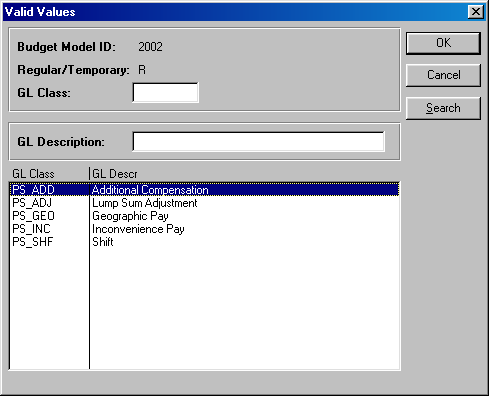 Valid Values
Budget Model ID: 2002
OK
Regular/Temporary: R
Cancel
GL Class:
Search
GL Description:
GL Class GL Descr
PS_ADD Additional Compensation
PS_ADJ Lump Sum Adjustment
PS_GEO Geographic Pay
PS_INC Inconvenience Pay
PS_SHF Shift